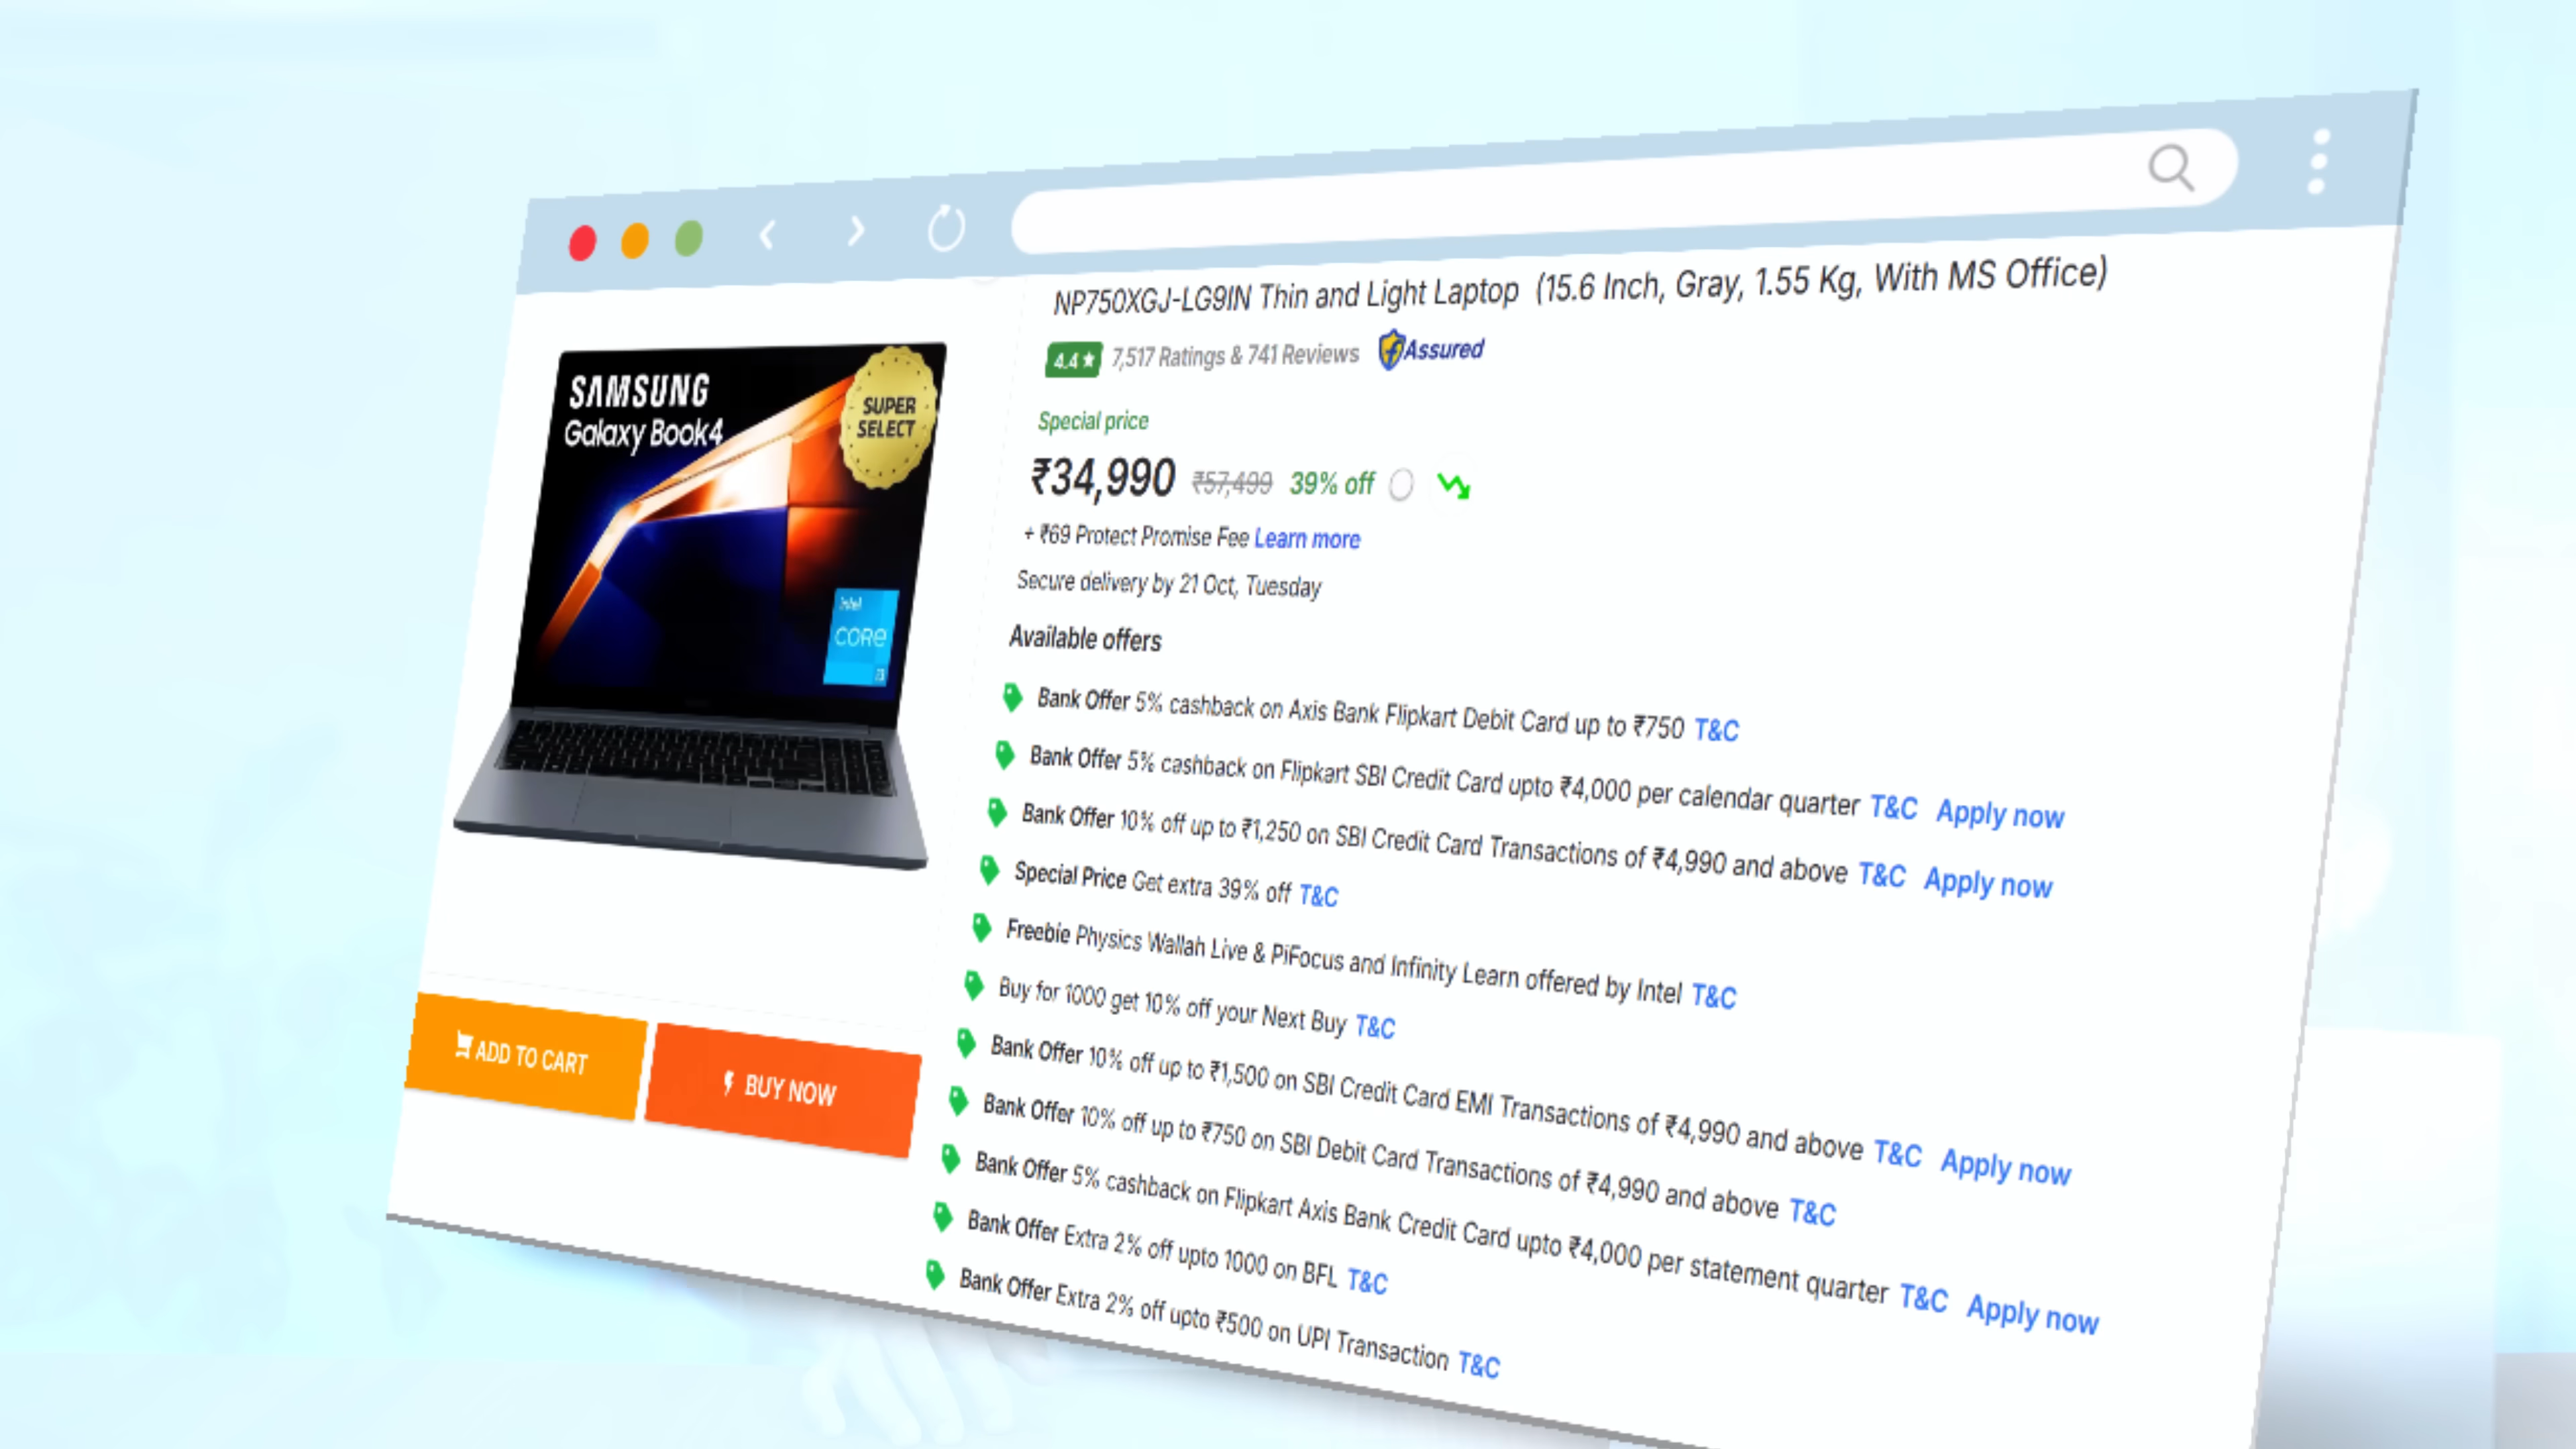 NP750XGJ-LG9IN Thin and Light Laptop (15.6 Inch, Gray, 1.55 Kg, With MS Office)
4.4★ 7,517 Ratings & 741 Reviews Assured
SAMSUNG
Galaxy Book4
SUPER
SELECT
intel
CORE
Special price
₹34,990 ₹57,499 39% off
+ ₹69 Protect Promise Fee Learn more
Secure delivery by 21 Oct, Tuesday
Available offers
Bank Offer 5% cashback on Axis Bank Flipkart Debit Card up to ₹750 T&C
Bank Offer 5% cashback on Flipkart SBI Credit Card upto ₹4,000 per calendar quarter T&C Apply now
Bank Offer 10% off up to ₹1,250 on SBI Credit Card Transactions of ₹4,990 and above T&C Apply now
Special Price Get extra 39% off T&C
Freebie Physics Wallah Live & PiFocus and Infinity Learn offered by Intel T&C
Buy for 1000 get 10% off your Next Buy T&C
Bank Offer 10% off up to ₹1,500 on SBI Credit Card EMI Transactions of ₹4,990 and above T&C Apply now
Bank Offer 10% off up to ₹750 on SBI Debit Card Transactions of ₹4,990 and above T&C
Bank Offer 5% cashback on Flipkart Axis Bank Credit Card upto ₹4,000 per statement quarter T&C Apply now
Bank Offer Extra 2% off upto 1000 on BFL T&C
Bank Offer Extra 2% off upto ₹500 on UPI Transaction T&C
ADD TO CART
BUY NOW